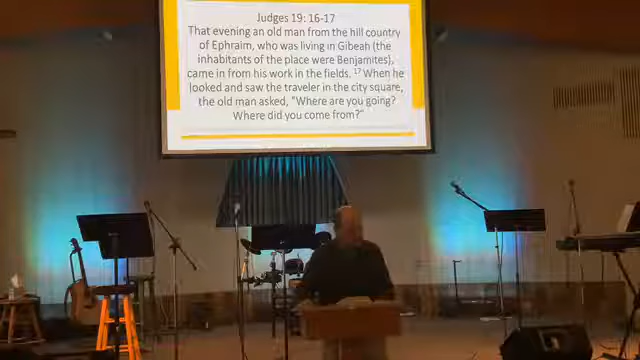 Judges 19: 16-17
That evening an old man from the hill country
of Ephraim, who was living in Gibeah (the
inhabitants of the place were Benjamites),
came in from his work in the fields. 17 When he
looked and saw the traveler in the city square,
the old man asked, "Where are you going?
Where did you come from?"